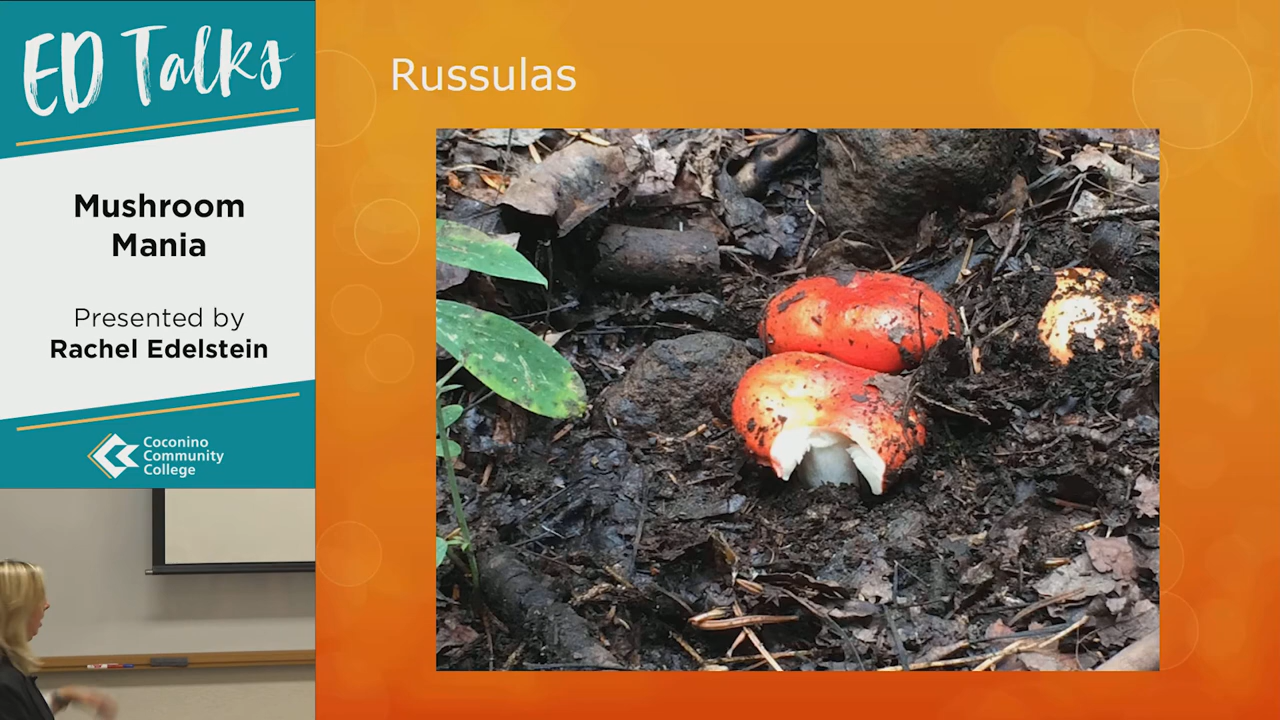 ED Talks
Mushroom
Mania
Presented by
Rachel Edelstein
Coconino
Community
College
Russulas